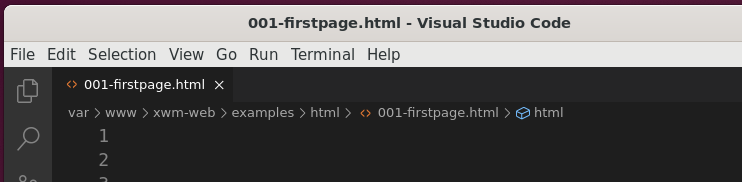 001-firstpage.html - Visual Studio Code
File Edit Selection View Go Run Terminal Help
001-firstpage.html
var > www > xwm-web > examples > html > 001-firstpage.html > html
1
2
3